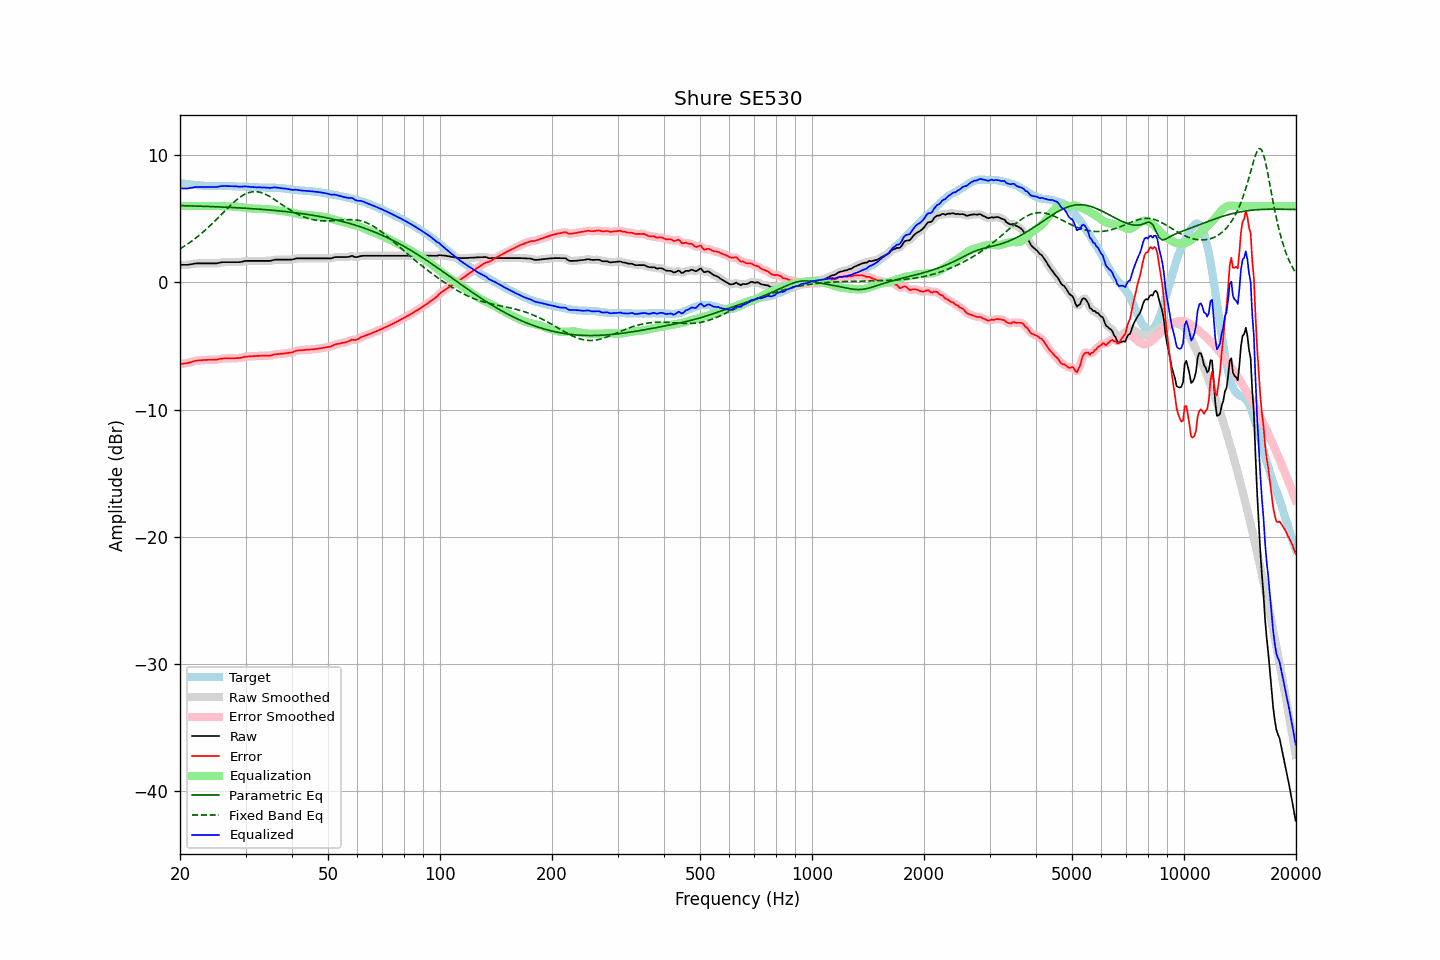 Shure SE530
Amplitude (dBr)
10
0
−10
−20
−30
−40
Target
Raw Smoothed
Error Smoothed
Raw
Error
Equalization
Parametric Eq
Fixed Band Eq
Equalized
20 50 100 200 500 1000 2000 5000 10000 20000
Frequency (Hz)